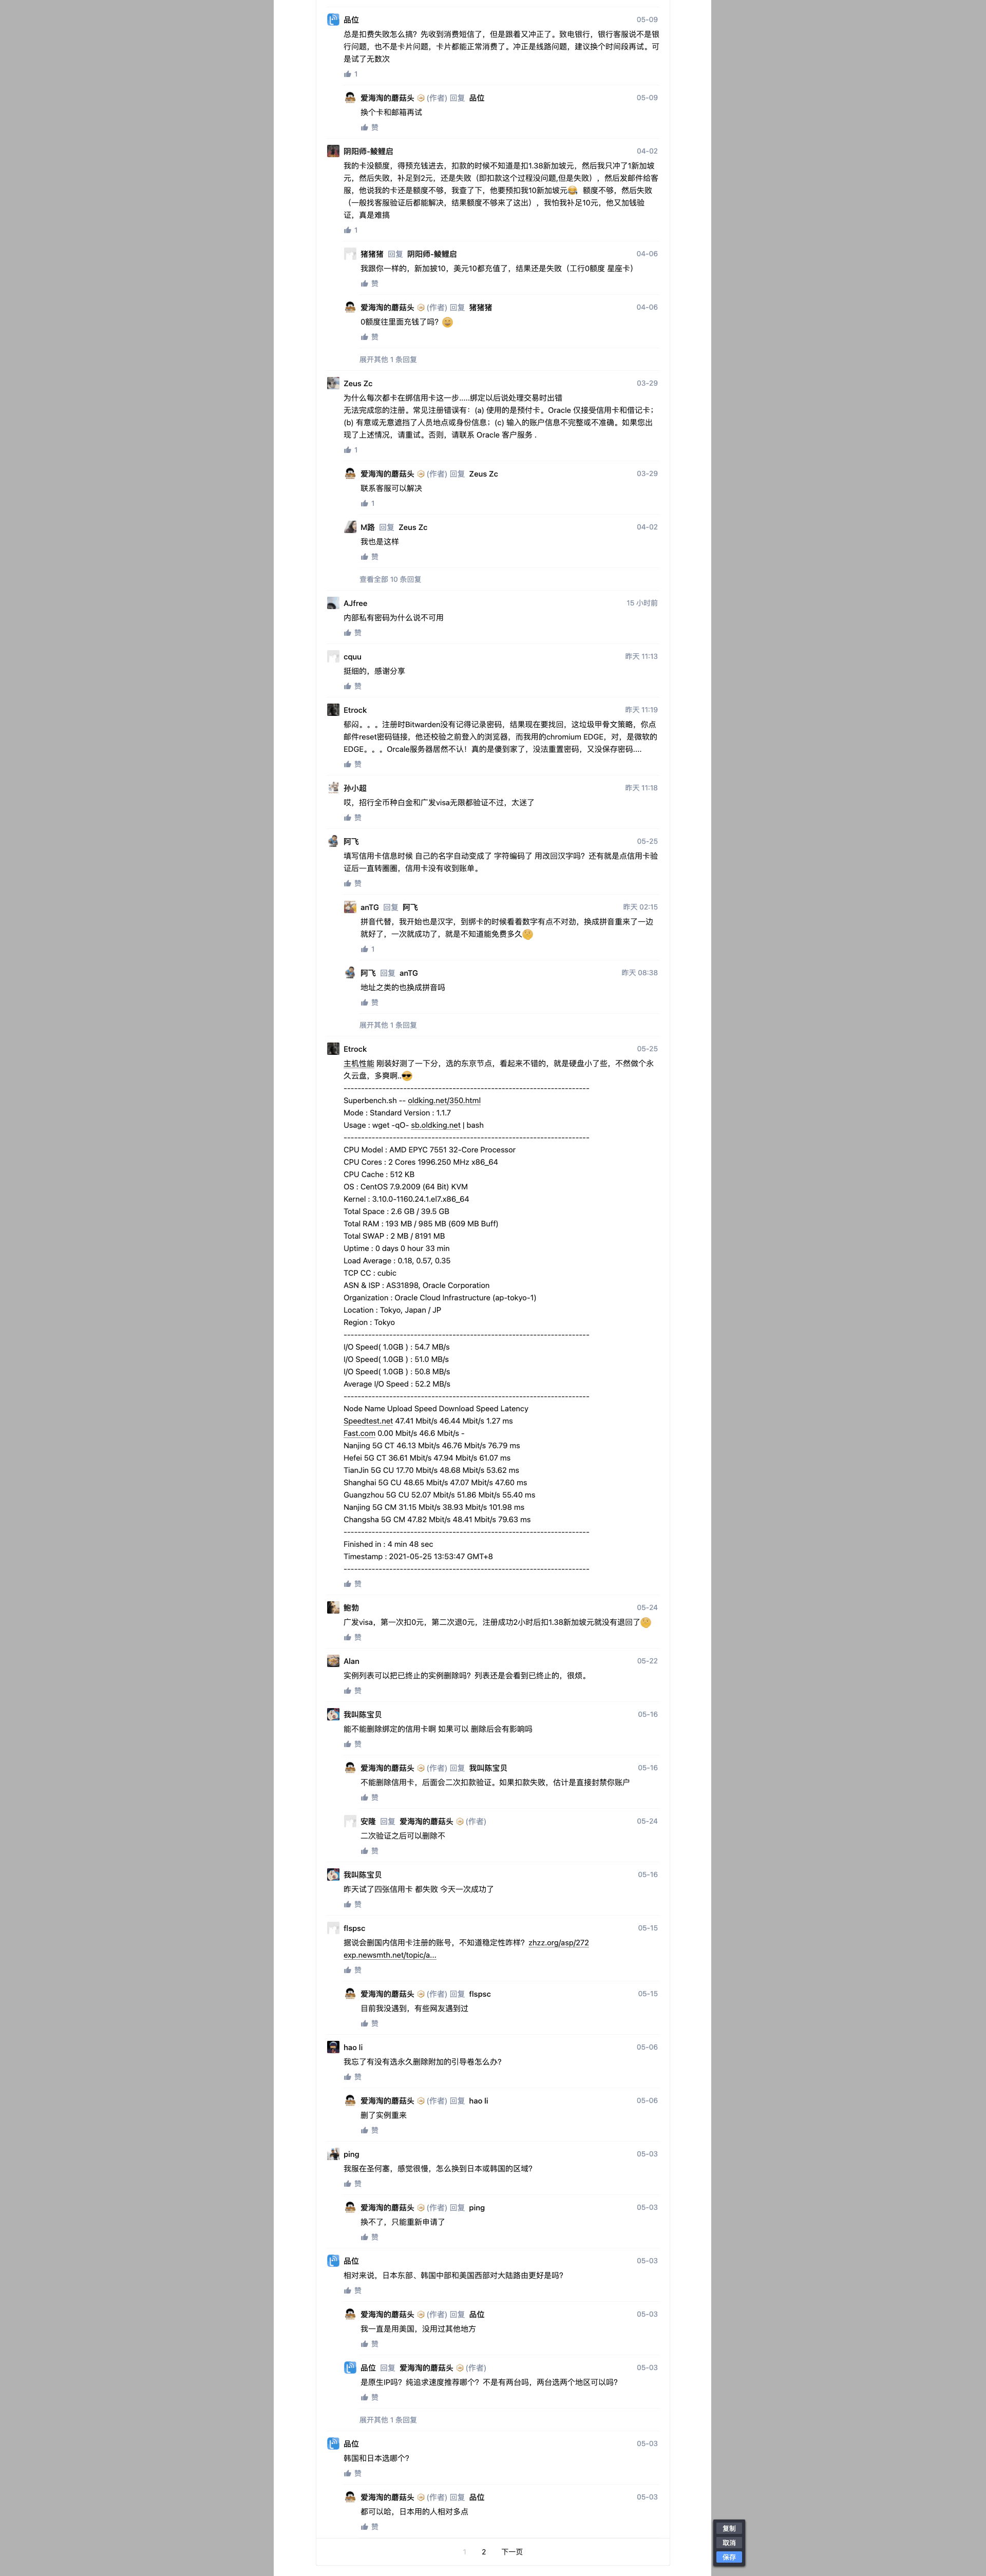 品位 05-09
总是扣费失败怎么搞？先收到消费短信了，但是跟着又冲正了。致电银行，银行客服说不是银
行问题，也不是卡片问题，卡片都能正常消费了。冲正是线路问题，建议换个时间段再试。可
是试了无数次
1
爱海淘的蘑菇头 (作者) 回复 品位 05-09
换个卡和邮箱再试
赞
阴阳师-鲮鲤启 04-02
我的卡没额度，得预充钱进去，扣款的时候不知道是扣1.38新加坡元，然后我只冲了1新加坡
元，然后失败，补足到2元，还是失败（即扣款这个过程没问题,但是失败），然后发邮件给客
服，他说我的卡还是额度不够，我查了下，他要预扣我10新加坡元😂，额度不够，然后失败
（一般找客服验证后都能解决，结果额度不够来了这出），我怕我补足10元，他又加钱验
证，真是难搞
1
猪猪猪 回复 阴阳师-鲮鲤启 04-06
我跟你一样的，新加披10，美元10都充值了，结果还是失败（工行0额度 星座卡）
赞
爱海淘的蘑菇头 (作者) 回复 猪猪猪 04-06
0额度往里面充钱了吗？
赞
展开其他 1 条回复
Zeus Zc 03-29
为什么每次都卡在绑信用卡这一步.....绑定以后说处理交易时出错
无法完成您的注册。常见注册错误有：(a) 使用的是预付卡。Oracle 仅接受信用卡和借记卡；
(b) 有意或无意遮挡了人员地点或身份信息；(c) 输入的账户信息不完整或不准确。如果您出
现了上述情况，请重试。否则，请联系 Oracle 客户服务 .
1
爱海淘的蘑菇头 (作者) 回复 Zeus Zc 03-29
联系客服可以解决
1
M路 回复 Zeus Zc 04-02
我也是这样
赞
查看全部 10 条回复
AJfree 15 小时前
内部私有密码为什么说不可用
赞
cquu 昨天 11:13
挺细的，感谢分享
赞
Etrock 昨天 11:19
郁闷。。。注册时Bitwarden没有记得记录密码，结果现在要找回，这垃圾甲骨文策略，你点
邮件reset密码链接，他还校验之前登入的浏览器，而我用的chromium EDGE，对，是微软的
EDGE。。。Orcale服务器居然不认！真的是傻到家了，没法重置密码，又没保存密码....
赞
孙小超 昨天 11:18
哎，招行全币种白金和广发visa无限都验证不过，太迷了
赞
阿飞 05-25
填写信用卡信息时候 自己的名字自动变成了 字符编码了 用改回汉字吗？还有就是点信用卡验
证后一直转圈圈，信用卡没有收到账单。
赞
anTG 回复 阿飞 昨天 02:15
拼音代替，我开始也是汉字，到绑卡的时候看着数字有点不对劲，换成拼音重来了一边
就好了，一次就成功了，就是不知道能免费多久
1
阿飞 回复 anTG 昨天 08:38
地址之类的也换成拼音吗
赞
展开其他 1 条回复
Etrock 05-25
主机性能 刚装好测了一下分，选的东京节点，看起来不错的，就是硬盘小了些，不然做个永
久云盘，多爽啊..😎
----------------------------------------------------------------------
Superbench.sh -- oldking.net/350.html
Mode : Standard Version : 1.1.7
Usage : wget -qO- sb.oldking.net | bash
----------------------------------------------------------------------
CPU Model : AMD EPYC 7551 32-Core Processor
CPU Cores : 2 Cores 1996.250 MHz x86_64
CPU Cache : 512 KB
OS : CentOS 7.9.2009 (64 Bit) KVM
Kernel : 3.10.0-1160.24.1.el7.x86_64
Total Space : 2.6 GB / 39.5 GB
Total RAM : 193 MB / 985 MB (609 MB Buff)
Total SWAP : 2 MB / 8191 MB
Uptime : 0 days 0 hour 33 min
Load Average : 0.18, 0.57, 0.35
TCP CC : cubic
ASN & ISP : AS31898, Oracle Corporation
Organization : Oracle Cloud Infrastructure (ap-tokyo-1)
Location : Tokyo, Japan / JP
Region : Tokyo
----------------------------------------------------------------------
I/O Speed( 1.0GB ) : 54.7 MB/s
I/O Speed( 1.0GB ) : 51.0 MB/s
I/O Speed( 1.0GB ) : 50.8 MB/s
Average I/O Speed : 52.2 MB/s
----------------------------------------------------------------------
Node Name Upload Speed Download Speed Latency
Speedtest.net 47.41 Mbit/s 46.44 Mbit/s 1.27 ms
Fast.com 0.00 Mbit/s 46.6 Mbit/s -
Nanjing 5G CT 46.13 Mbit/s 46.76 Mbit/s 76.79 ms
Hefei 5G CT 36.61 Mbit/s 47.94 Mbit/s 61.07 ms
TianJin 5G CU 17.70 Mbit/s 48.68 Mbit/s 53.62 ms
Shanghai 5G CU 48.65 Mbit/s 47.07 Mbit/s 47.60 ms
Guangzhou 5G CU 52.07 Mbit/s 51.86 Mbit/s 55.40 ms
Nanjing 5G CM 31.15 Mbit/s 38.93 Mbit/s 101.98 ms
Changsha 5G CM 47.82 Mbit/s 48.41 Mbit/s 79.63 ms
----------------------------------------------------------------------
Finished in : 4 min 48 sec
Timestamp : 2021-05-25 13:53:47 GMT+8
----------------------------------------------------------------------
赞
鲍勃 05-24
广发visa，第一次扣0元，第二次退0元，注册成功2小时后扣1.38新加坡元就没有退回了
赞
Alan 05-22
实例列表可以把已终止的实例删除吗？列表还是会看到已终止的，很烦。
赞
我叫陈宝贝 05-16
能不能删除绑定的信用卡啊 如果可以 删除后会有影响吗
赞
爱海淘的蘑菇头 (作者) 回复 我叫陈宝贝 05-16
不能删除信用卡，后面会二次扣款验证。如果扣款失败，估计是直接封禁你账户
赞
安隆 回复 爱海淘的蘑菇头 (作者) 05-24
二次验证之后可以删除不
赞
我叫陈宝贝 05-16
昨天试了四张信用卡 都失败 今天一次成功了
赞
flspsc 05-15
据说会删国内信用卡注册的账号，不知道稳定性咋样？zhzz.org/asp/272
exp.newsmth.net/topic/a...
赞
爱海淘的蘑菇头 (作者) 回复 flspsc 05-15
目前我没遇到，有些网友遇到过
赞
hao li 05-06
我忘了有没有选永久删除附加的引导卷怎么办？
赞
爱海淘的蘑菇头 (作者) 回复 hao li 05-06
删了实例重来
赞
ping 05-03
我服在圣何塞，感觉很慢，怎么换到日本或韩国的区域？
赞
爱海淘的蘑菇头 (作者) 回复 ping 05-03
换不了，只能重新申请了
赞
品位 05-03
相对来说，日本东部、韩国中部和美国西部对大陆路由更好是吗？
赞
爱海淘的蘑菇头 (作者) 回复 品位 05-03
我一直是用美国，没用过其他地方
赞
品位 回复 爱海淘的蘑菇头 (作者) 05-03
是原生IP吗？纯追求速度推荐哪个？不是有两台吗，两台选两个地区可以吗？
赞
展开其他 1 条回复
品位 05-03
韩国和日本选哪个？
赞
爱海淘的蘑菇头 (作者) 回复 品位 05-03
都可以哈，日本用的人相对多点
赞
1 2 下一页
复制
取消
保存